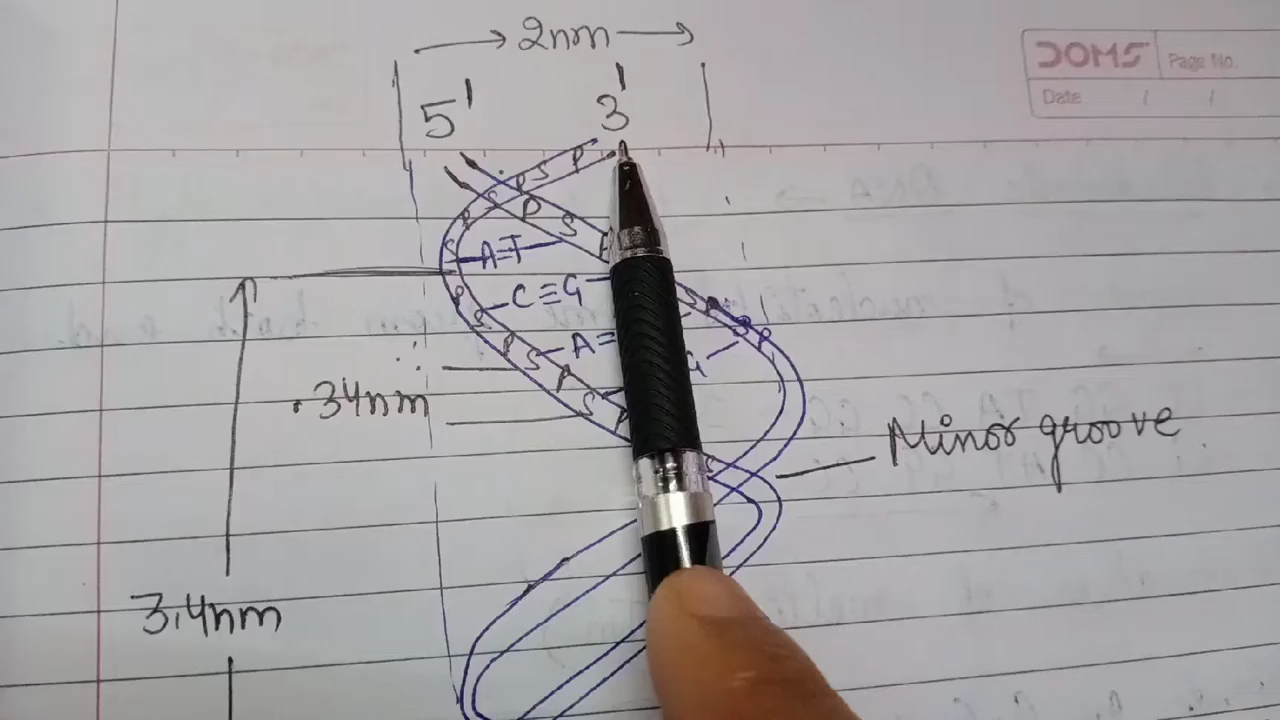 → 2nm →
DOMS
Page No.
Date / /
5' 3'
P
S
P
S
P
S
P
S
A=T
P
C≡G
S
S
P
P
S
A=
P
G
S
P
.34nm
S
Minor groove
3.4nm